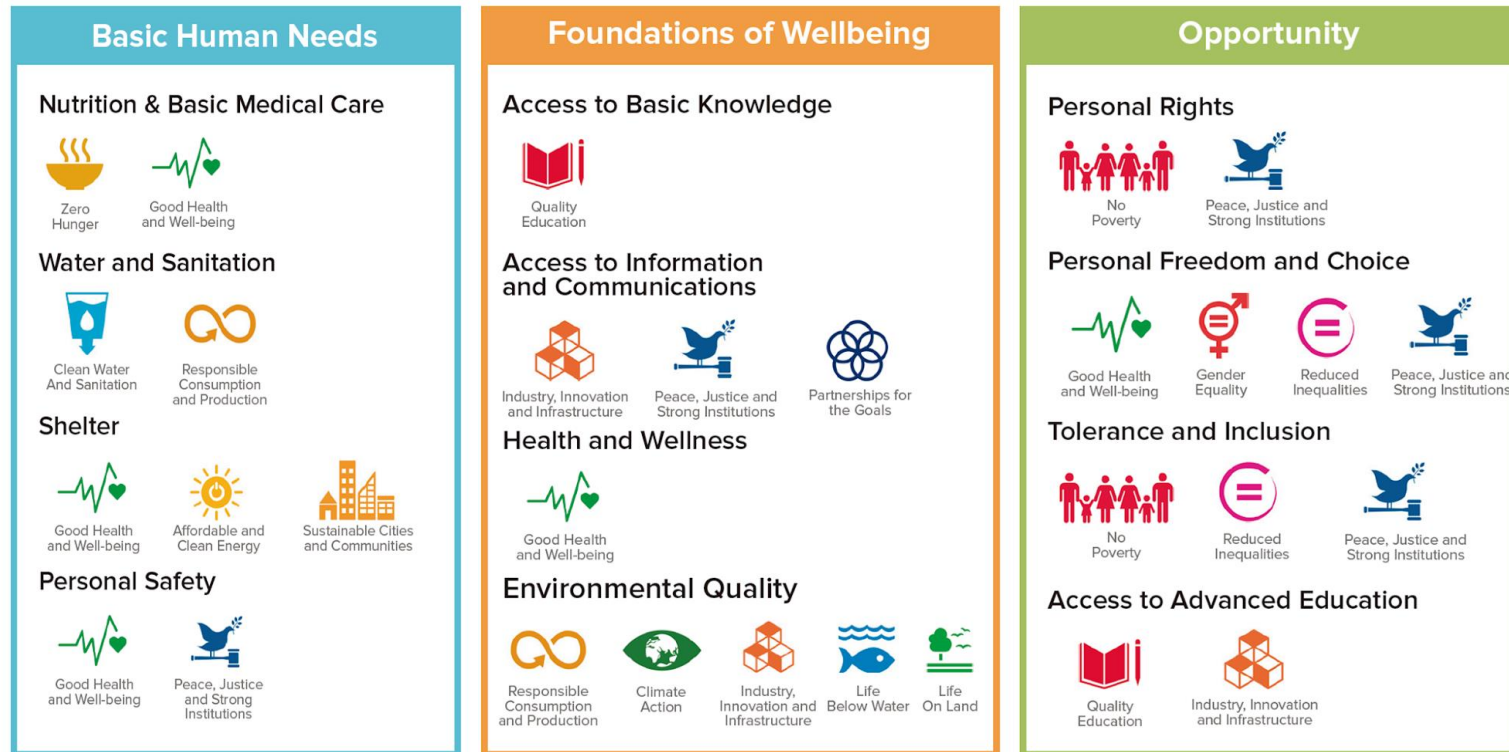 Basic Human Needs
Nutrition & Basic Medical Care
Zero
Hunger
Good Health
and Well-being
Water and Sanitation
Clean Water
And Sanitation
Responsible
Consumption
and Production
Shelter
Good Health
and Well-being
Affordable and
Clean Energy
Sustainable Cities
and Communities
Personal Safety
Good Health
and Well-being
Peace, Justice
and Strong
Institutions
Foundations of Wellbeing
Access to Basic Knowledge
Quality
Education
Access to Information
and Communications
Industry, Innovation
and Infrastructure
Peace, Justice and
Strong Institutions
Partnerships for
the Goals
Health and Wellness
Good Health
and Well-being
Environmental Quality
Responsible
Consumption
and Production
Climate
Action
Industry,
Innovation and
Infrastructure
Life
Below Water
Life
On Land
Opportunity
Personal Rights
No
Poverty
Peace, Justice and
Strong Institutions
Personal Freedom and Choice
Good Health
and Well-being
Gender
Equality
Reduced
Inequalities
Peace, Justice and
Strong Institutions
Tolerance and Inclusion
No
Poverty
Reduced
Inequalities
Peace, Justice and
Strong Institutions
Access to Advanced Education
Quality
Education
Industry, Innovation
and Infrastructure